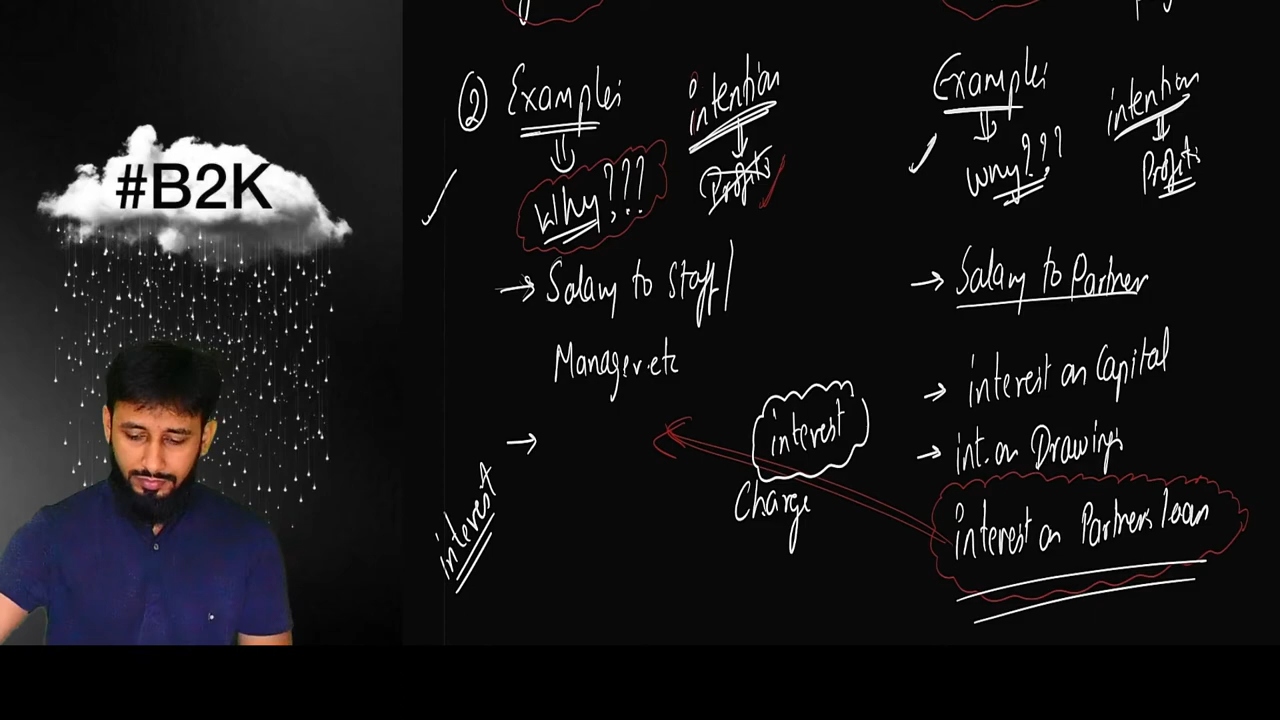 #B2K
② Examples
intention
Why???
Profits
→ Salary to Staff/
Manager etc
→
interest
interest
Charge
Examples
intention
Why???
Profits
→ Salary to Partner
→ interest on Capital
→ int. on Drawings
interest on Partners loan